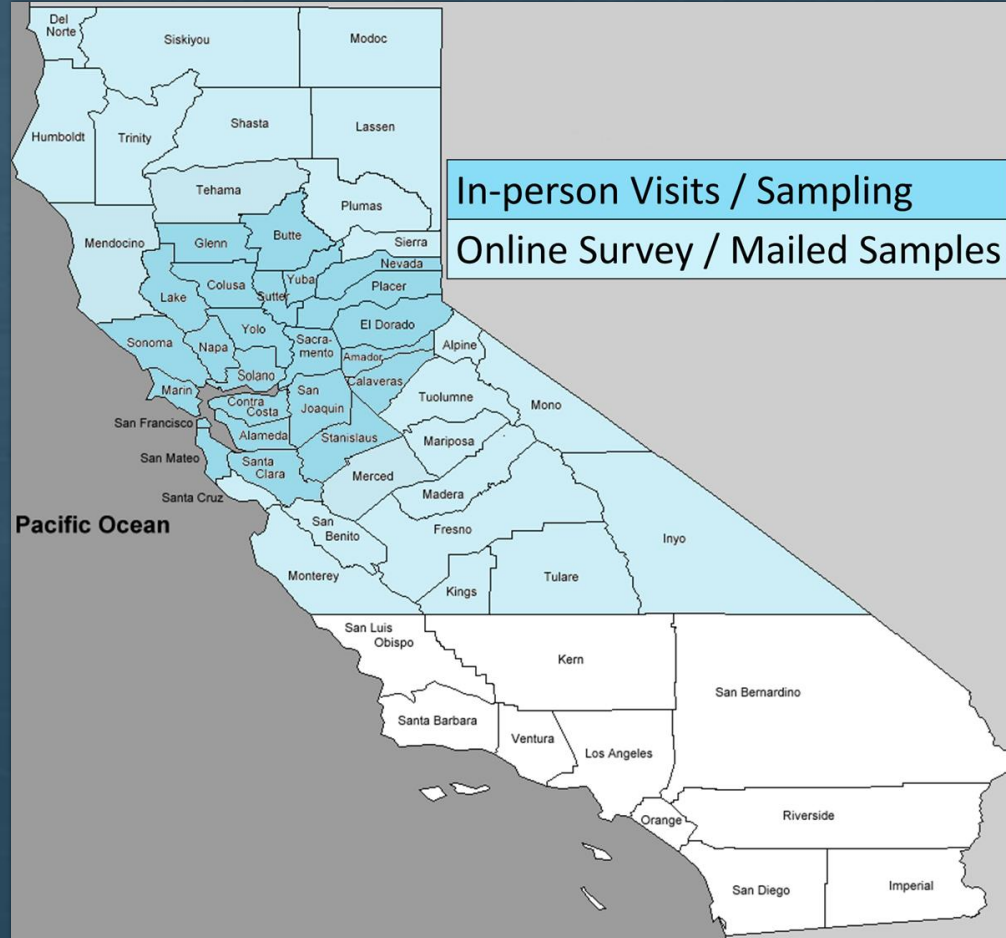 Del
Norte
Siskiyou
Modoc
Humboldt
Trinity
Shasta
Lassen
In-person Visits / Sampling
Online Survey / Mailed Samples
Tehama
Plumas
Mendocino
Glenn
Butte
Sierra
Nevada
Yuba
Placer
Colusa
Sutter
Lake
El Dorado
Yolo
Sonoma
Napa
Sacra-
mento
Alpine
Amador
Solano
Calaveras
Marin
San
Joaquin
Contra
Costa
Tuolumne
Mono
San Francisco
Alameda
Stanislaus
Mariposa
San Mateo
Santa
Clara
Merced
Santa Cruz
Madera
Pacific Ocean
San
Benito
Fresno
Inyo
Monterey
Kings
Tulare
San Luis
Obispo
Kern
San Bernardino
Santa Barbara
Ventura
Los Angeles
Orange
Riverside
San Diego
Imperial